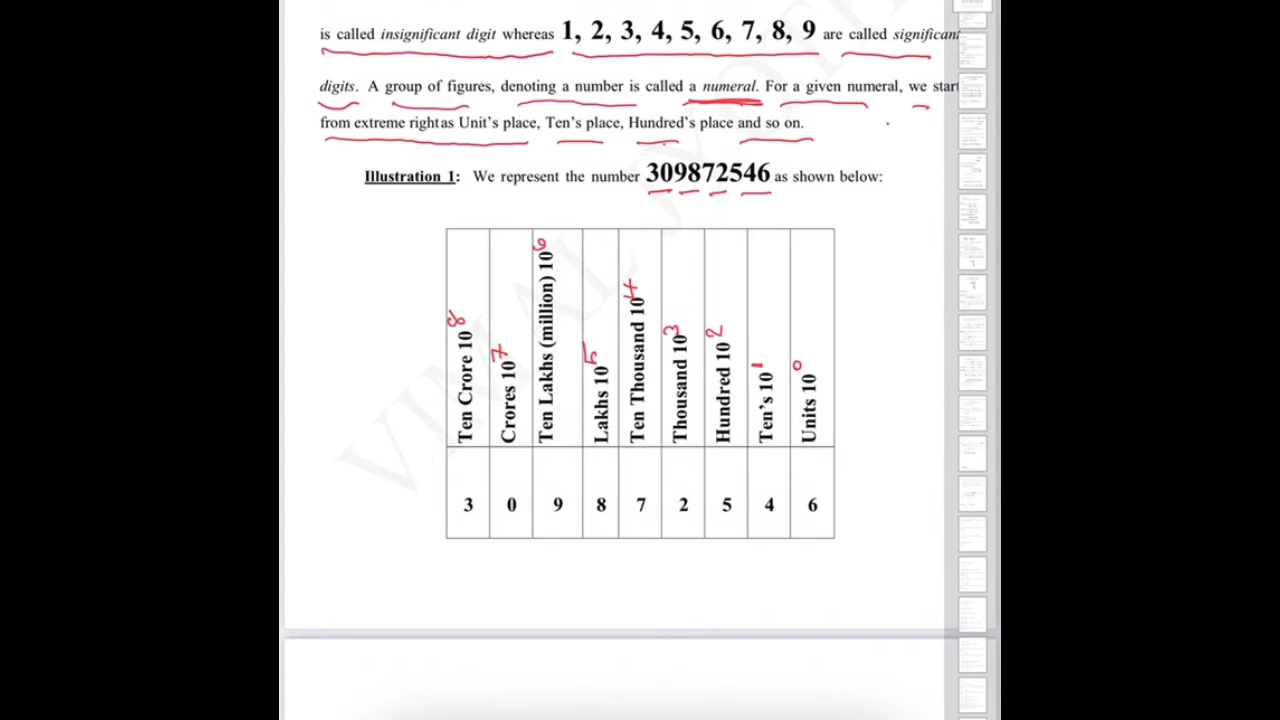 is called insignificant digit whereas 1, 2, 3, 4, 5, 6, 7, 8, 9 are called significant
digits. A group of figures, denoting a number is called a numeral. For a given numeral, we start
from extreme rightas Unit's place, Ten's place, Hundred's place and so on.
Illustration 1: We represent the number 309872546 as shown below:
Ten Crore 10 8
Crores 10 7
Ten Lakhs (million) 10 6
Lakhs 10 5
Ten Thousand 10 4
Thousand 10 3
Hundred 10 2
Ten's 10 1
Units 10 0
3 0 9 8 7 2 5 4 6